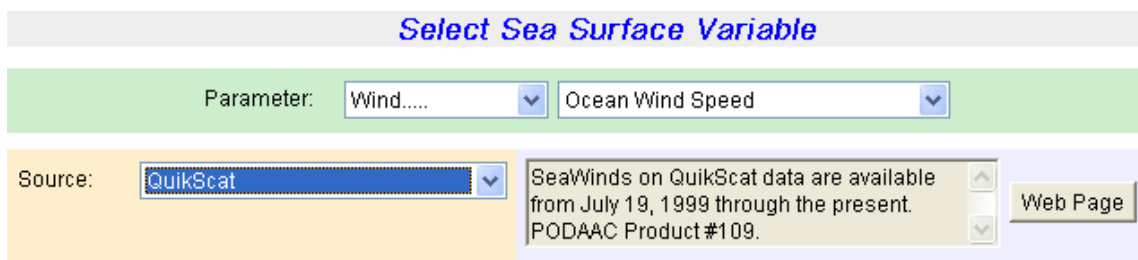 Select Sea Surface Variable
Parameter: Wind..... Ocean Wind Speed
Source: QuikScat
SeaWinds on QuikScat data are available
from July 19, 1999 through the present.
PODAAC Product #109.
Web Page